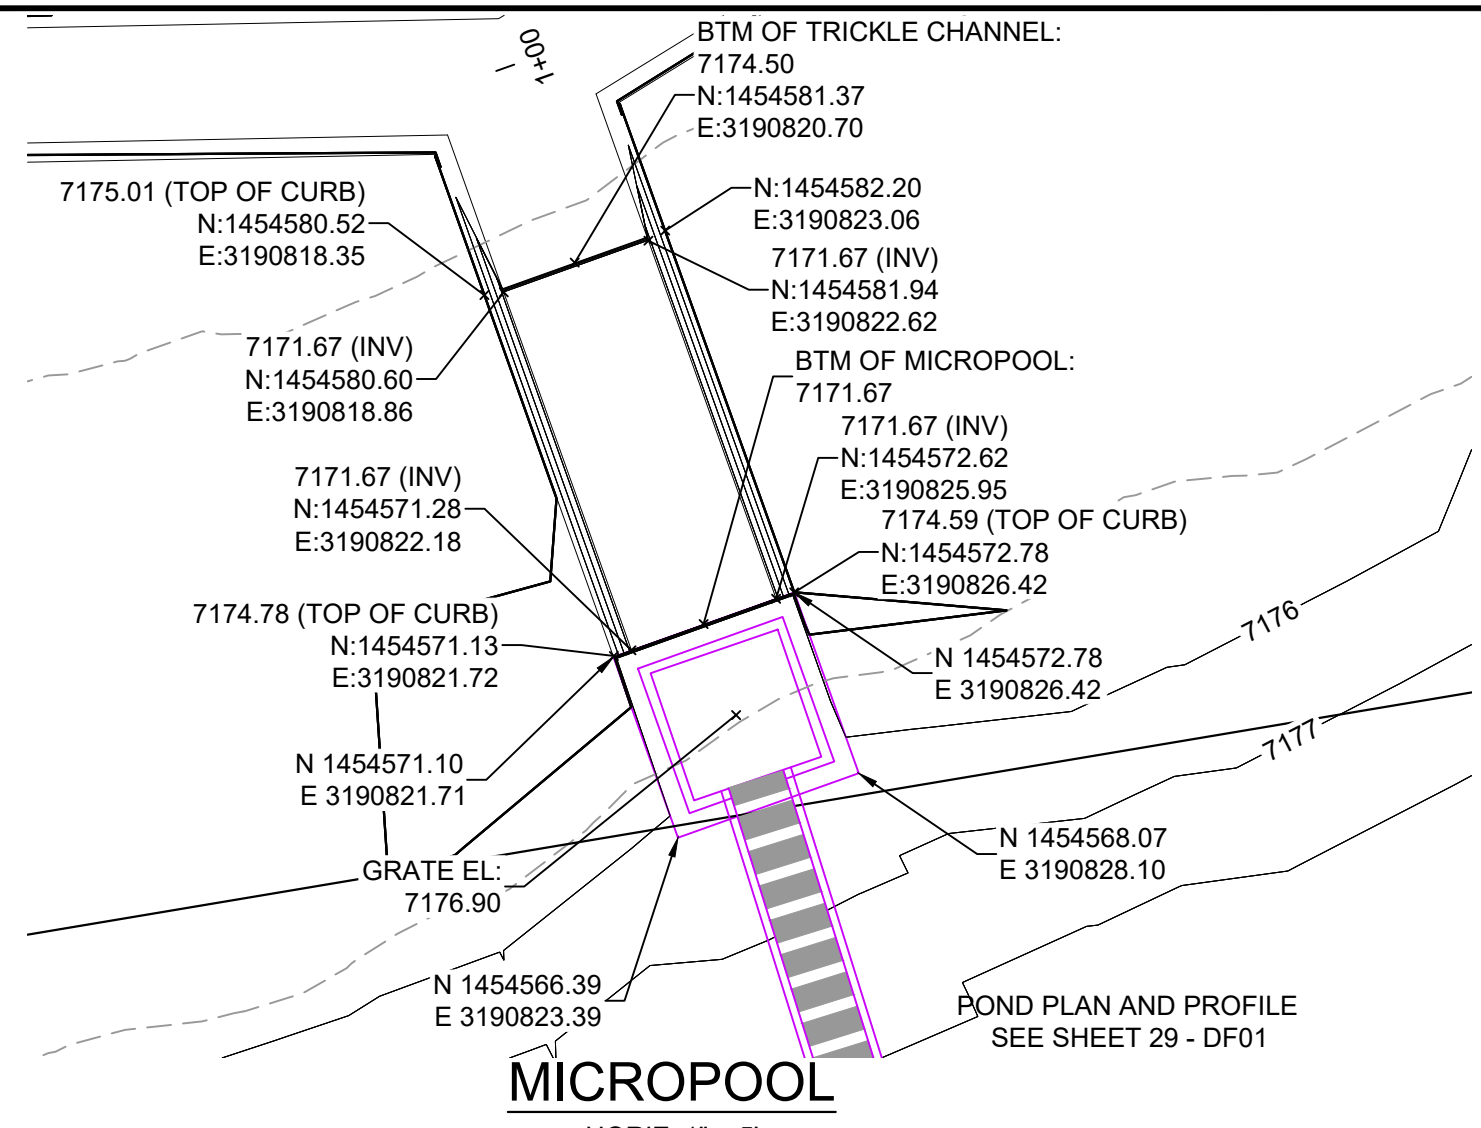 1+00
BTM OF TRICKLE CHANNEL:
7174.50
N:1454581.37
E:3190820.70
7175.01 (TOP OF CURB)
N:1454580.52
E:3190818.35
N:1454582.20
E:3190823.06
7171.67 (INV)
N:1454581.94
E:3190822.62
7171.67 (INV)
N:1454580.60
E:3190818.86
BTM OF MICROPOOL:
7171.67
7171.67 (INV)
N:1454572.62
E:3190825.95
7171.67 (INV)
N:1454571.28
E:3190822.18
7174.59 (TOP OF CURB)
N:1454572.78
E:3190826.42
7174.78 (TOP OF CURB)
N:1454571.13
E:3190821.72
7176
N 1454572.78
E 3190826.42
7177
N 1454571.10
E 3190821.71
N 1454568.07
E 3190828.10
GRATE EL:
7176.90
N 1454566.39
E 3190823.39
POND PLAN AND PROFILE
SEE SHEET 29 - DF01
MICROPOOL